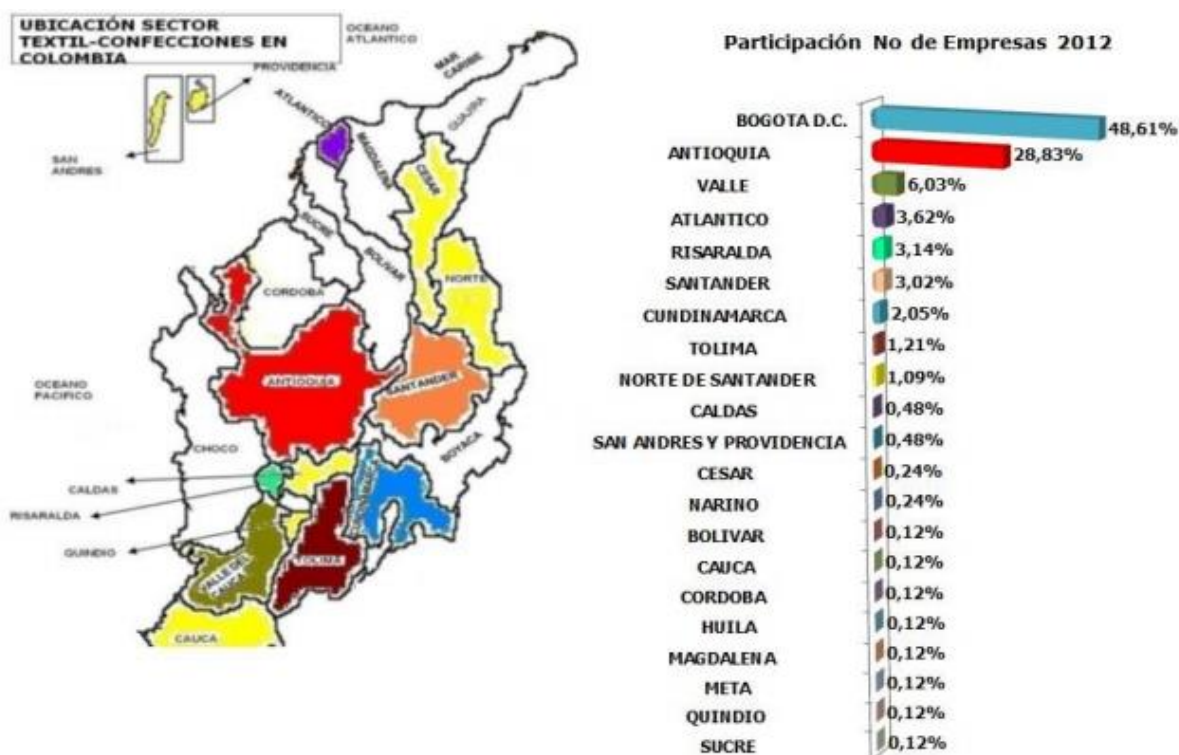 UBICACIÓN SECTOR
TEXTIL-CONFECCIONES EN
COLOMBIA
OCEANO
ATLANTICO
PROVIDENCIA
MAR
CARIBE
GUAJIRA
ATLANTICO
MAGDALENA
CESAR
SAN
ANDRES
SUCRE
BOLIVAR
NORTE
CORDOBA
ANTIOQUIA
SANTANDER
OCEANO
PACIFICO
CHOCO
BOYACA
CALDAS
RISARALDA
QUINDIO
TOLIMA
VALLE DEL
CAUCA
CAUCA
Participación No de Empresas 2012
BOGOTA D.C. 48,61%
ANTIOQUIA 28,83%
VALLE 6,03%
ATLANTICO 3,62%
RISARALDA 3,14%
SANTANDER 3,02%
CUNDINAMARCA 2,05%
TOLIMA 1,21%
NORTE DE SANTANDER 1,09%
CALDAS 0,48%
SAN ANDRES Y PROVIDENCIA 0,48%
CESAR 0,24%
NARINO 0,24%
BOLIVAR 0,12%
CAUCA 0,12%
CORDOBA 0,12%
HUILA 0,12%
MAGDALENA 0,12%
META 0,12%
QUINDIO 0,12%
SUCRE 0,12%